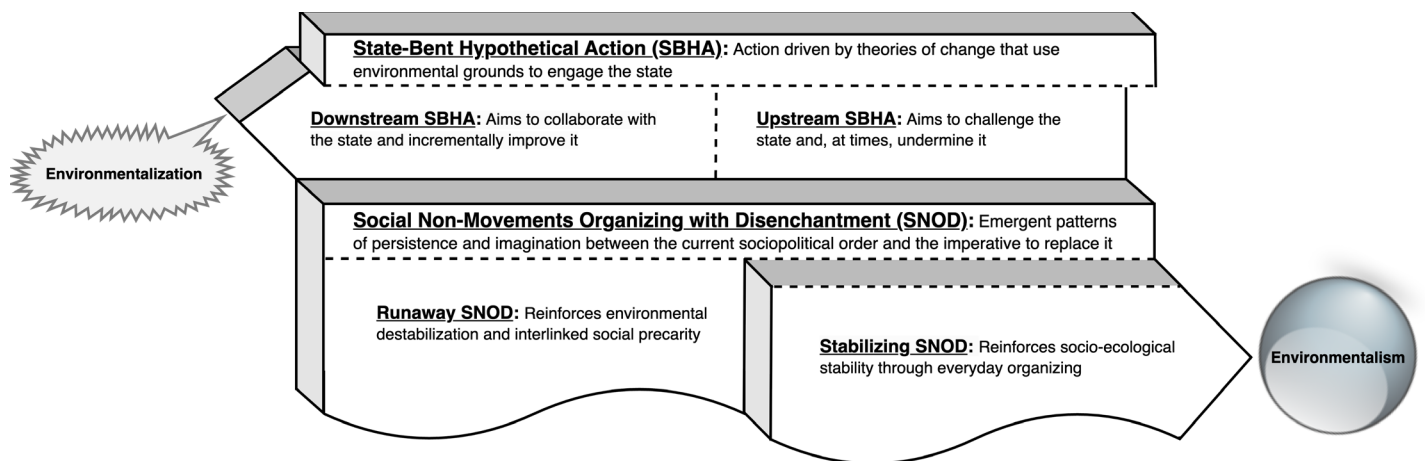 State-Bent Hypothetical Action (SBHA): Action driven by theories of change that use
environmental grounds to engage the state
Downstream SBHA: Aims to collaborate with
the state and incrementally improve it
Upstream SBHA: Aims to challenge the
state and, at times, undermine it
Environmentalization
Social Non-Movements Organizing with Disenchantment (SNOD): Emergent patterns
of persistence and imagination between the current sociopolitical order and the imperative to replace it
Runaway SNOD: Reinforces environmental
destabilization and interlinked social precarity
Stabilizing SNOD: Reinforces socio-ecological
stability through everyday organizing
Environmentalism